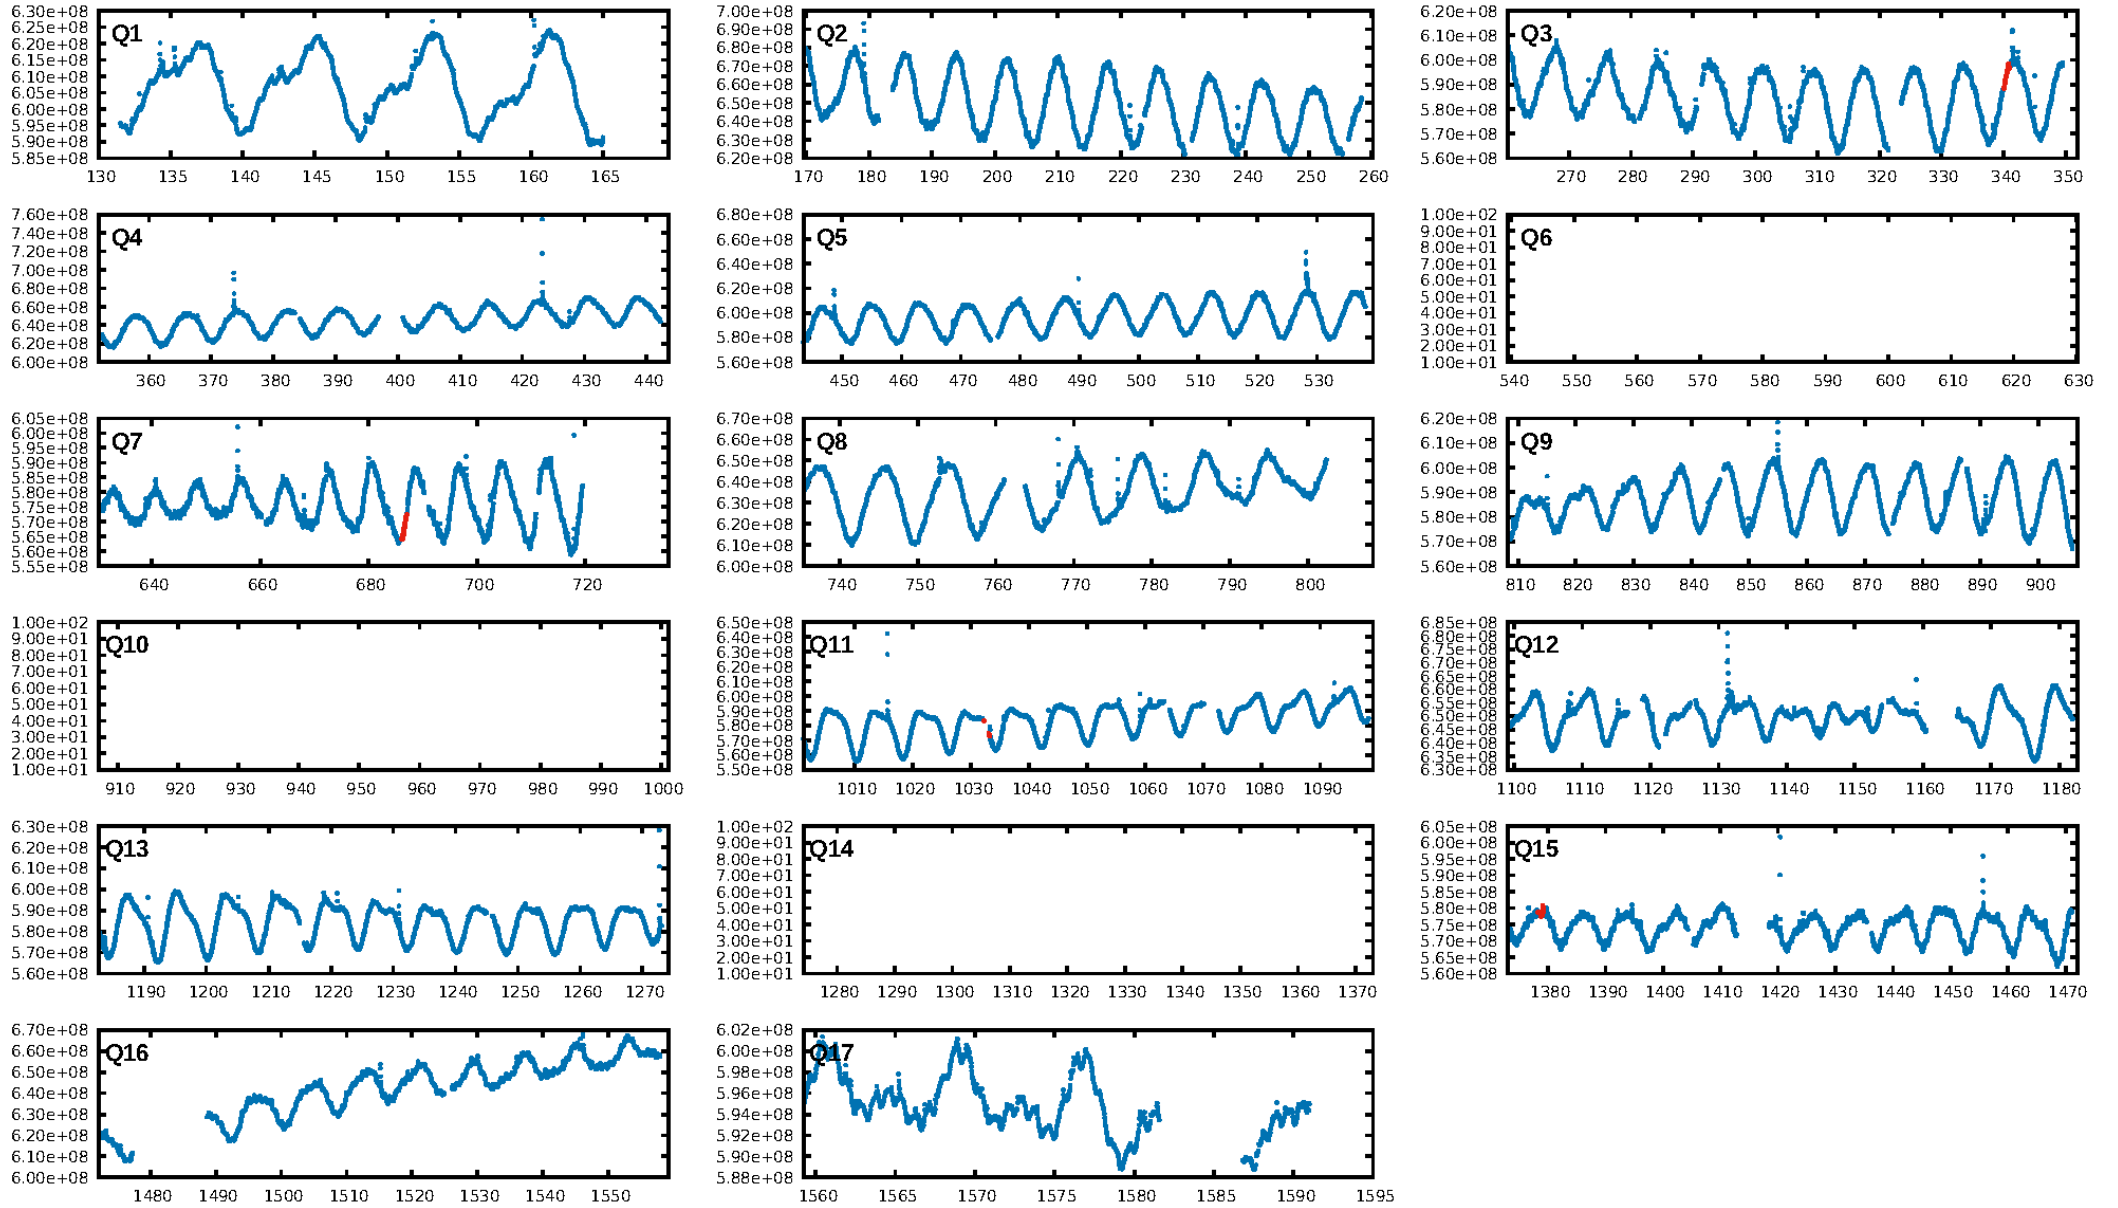 Q1
6.30e+08
6.25e+08
6.20e+08
6.15e+08
6.10e+08
6.05e+08
6.00e+08
5.95e+08
5.90e+08
5.85e+08
130 135 140 145 150 155 160 165
Q2
7.00e+08
6.90e+08
6.80e+08
6.70e+08
6.60e+08
6.50e+08
6.40e+08
6.30e+08
6.20e+08
170 180 190 200 210 220 230 240 250 260
Q3
6.20e+08
6.10e+08
6.00e+08
5.90e+08
5.80e+08
5.70e+08
5.60e+08
270 280 290 300 310 320 330 340 350
Q4
7.60e+08
7.40e+08
7.20e+08
7.00e+08
6.80e+08
6.60e+08
6.40e+08
6.20e+08
6.00e+08
360 370 380 390 400 410 420 430 440
Q5
6.80e+08
6.60e+08
6.40e+08
6.20e+08
6.00e+08
5.80e+08
5.60e+08
450 460 470 480 490 500 510 520 530
Q6
1.00e+02
9.00e+01
8.00e+01
7.00e+01
6.00e+01
5.00e+01
4.00e+01
3.00e+01
2.00e+01
1.00e+01
540 550 560 570 580 590 600 610 620 630
Q7
6.05e+08
6.00e+08
5.95e+08
5.90e+08
5.85e+08
5.80e+08
5.75e+08
5.70e+08
5.65e+08
5.60e+08
5.55e+08
640 660 680 700 720
Q8
6.70e+08
6.60e+08
6.50e+08
6.40e+08
6.30e+08
6.20e+08
6.10e+08
6.00e+08
740 750 760 770 780 790 800
Q9
6.20e+08
6.10e+08
6.00e+08
5.90e+08
5.80e+08
5.70e+08
5.60e+08
810 820 830 840 850 860 870 880 890 900
Q10
1.00e+02
9.00e+01
8.00e+01
7.00e+01
6.00e+01
5.00e+01
4.00e+01
3.00e+01
2.00e+01
1.00e+01
910 920 930 940 950 960 970 980 990 1000
Q11
6.50e+08
6.40e+08
6.30e+08
6.20e+08
6.10e+08
6.00e+08
5.90e+08
5.80e+08
5.70e+08
5.60e+08
5.50e+08
1010 1020 1030 1040 1050 1060 1070 1080 1090
Q12
6.85e+08
6.80e+08
6.75e+08
6.70e+08
6.65e+08
6.60e+08
6.55e+08
6.50e+08
6.45e+08
6.40e+08
6.35e+08
6.30e+08
1100 1110 1120 1130 1140 1150 1160 1170 1180
Q13
6.30e+08
6.20e+08
6.10e+08
6.00e+08
5.90e+08
5.80e+08
5.70e+08
5.60e+08
1190 1200 1210 1220 1230 1240 1250 1260 1270
Q14
1.00e+02
9.00e+01
8.00e+01
7.00e+01
6.00e+01
5.00e+01
4.00e+01
3.00e+01
2.00e+01
1.00e+01
1280 1290 1300 1310 1320 1330 1340 1350 1360 1370
Q15
6.05e+08
6.00e+08
5.95e+08
5.90e+08
5.85e+08
5.80e+08
5.75e+08
5.70e+08
5.65e+08
5.60e+08
1380 1390 1400 1410 1420 1430 1440 1450 1460 1470
Q16
6.70e+08
6.60e+08
6.50e+08
6.40e+08
6.30e+08
6.20e+08
6.10e+08
6.00e+08
1480 1490 1500 1510 1520 1530 1540 1550
Q17
6.02e+08
6.00e+08
5.98e+08
5.96e+08
5.94e+08
5.92e+08
5.90e+08
5.88e+08
1560 1565 1570 1575 1580 1585 1590 1595